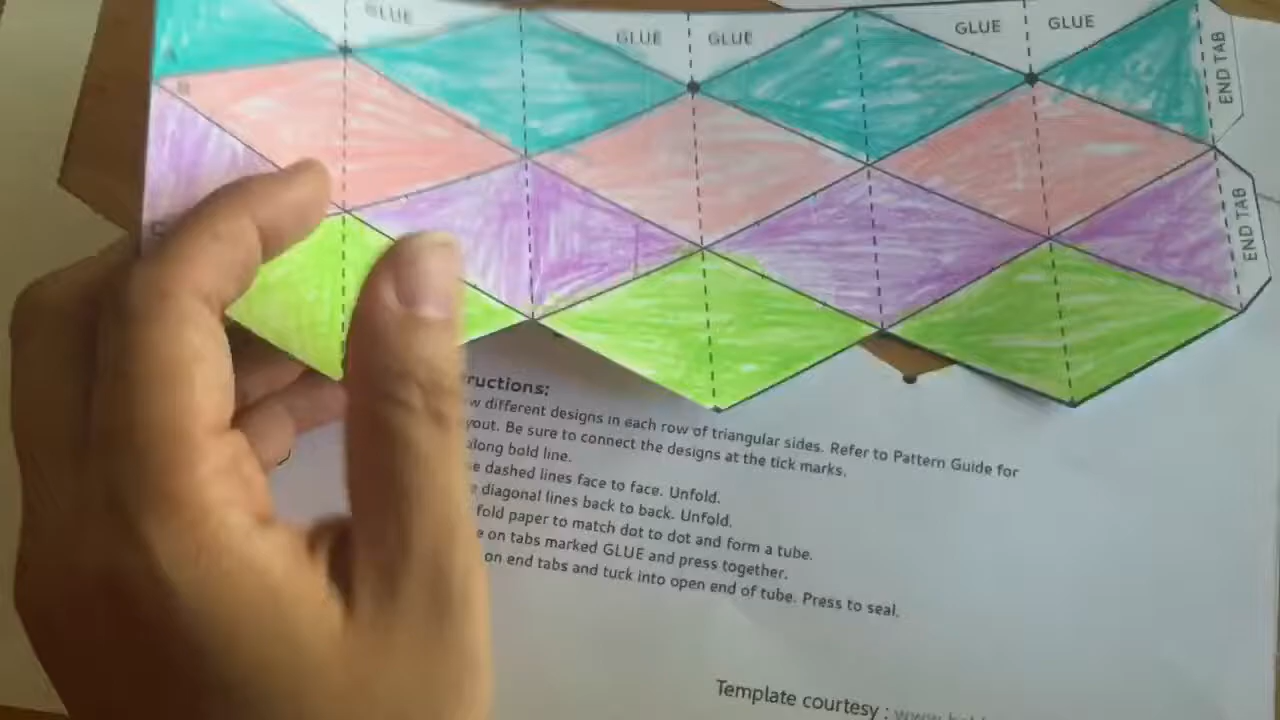 GLUE
GLUE
GLUE
GLUE
GLUE
END TAB
END TAB
ructions:
w different designs in each row of triangular sides. Refer to Pattern Guide for
yout. Be sure to connect the designs at the tick marks.
along bold line.
e dashed lines face to face. Unfold.
e diagonal lines back to back. Unfold.
fold paper to match dot to dot and form a tube.
e on tabs marked GLUE and press together.
on end tabs and tuck into open end of tube. Press to seal.
Template courtesy :